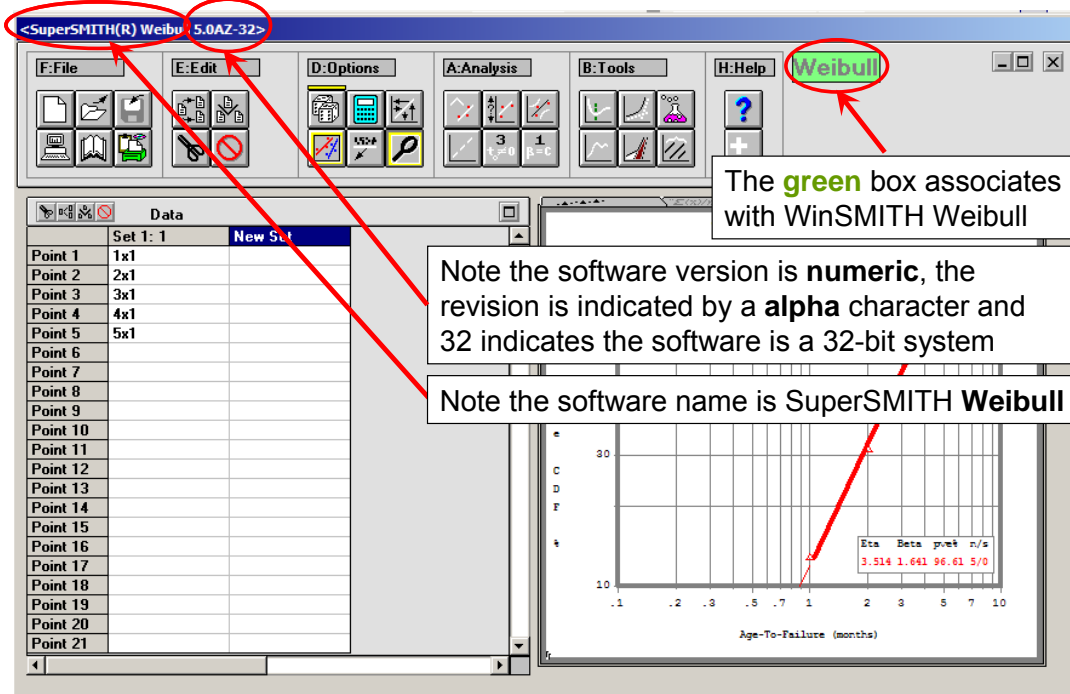 <SuperSMITH(R) Weibul 5.0AZ-32>
F:File E:Edit D:Options A:Analysis B:Tools H:Help Weibull
3 1
t₀≠0 β=C
The green box associates
with WinSMITH Weibull
Data
Set 1: 1 New Set
Point 1 1x1
Point 2 2x1
Point 3 3x1
Point 4 4x1
Point 5 5x1
Point 6
Point 7
Point 8
Point 9
Point 10
Point 11
Point 12
Point 13
Point 14
Point 15
Point 16
Point 17
Point 18
Point 19
Point 20
Point 21
Note the software version is numeric, the
revision is indicated by a alpha character and
32 indicates the software is a 32-bit system
Note the software name is SuperSMITH Weibull
e
30
C
D
F
%
Eta Beta pve% n/s
3.514 1.641 96.61 5/0
10
.1 .2 .3 .5 .7 1 2 3 5 7 10
Age-To-Failure (months)